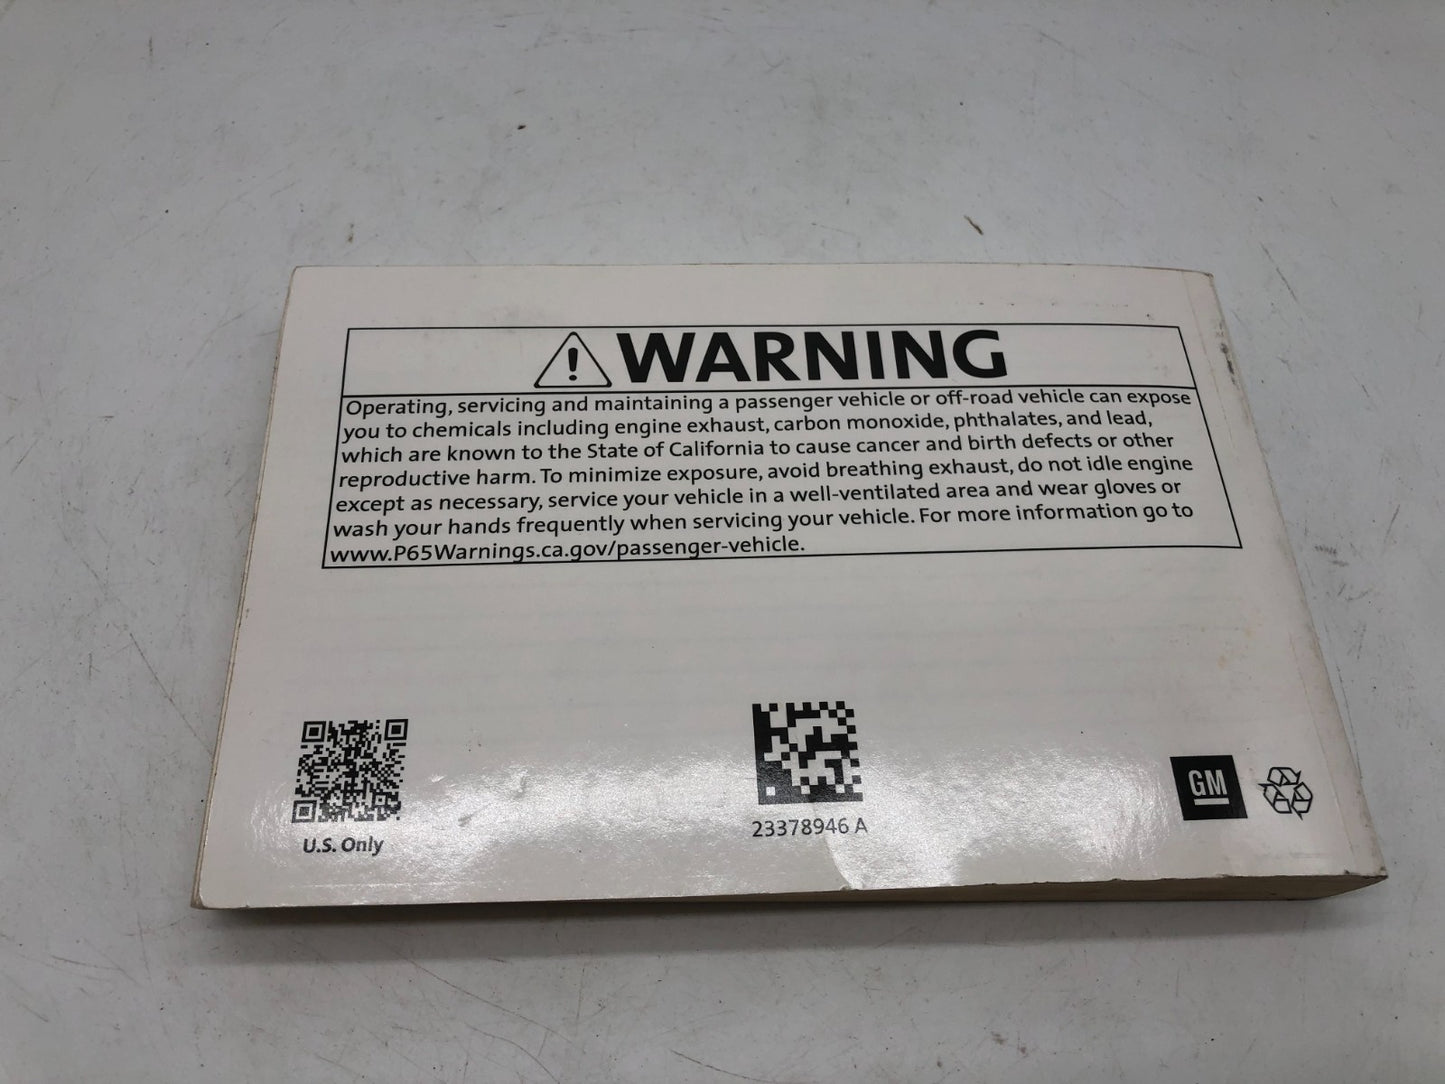 WARNING
Operating, servicing and maintaining a passenger vehicle or off-road vehicle can expose
you to chemicals including engine exhaust, carbon monoxide, phthalates, and lead,
which are known to the State of California to cause cancer and birth defects or other
reproductive harm. To minimize exposure, avoid breathing exhaust, do not idle engine
except as necessary, service your vehicle in a well-ventilated area and wear gloves or
wash your hands frequently when servicing your vehicle. For more information go to
www.P65Warnings.ca.gov/passenger-vehicle.
U.S. Only
23378946 A
GM